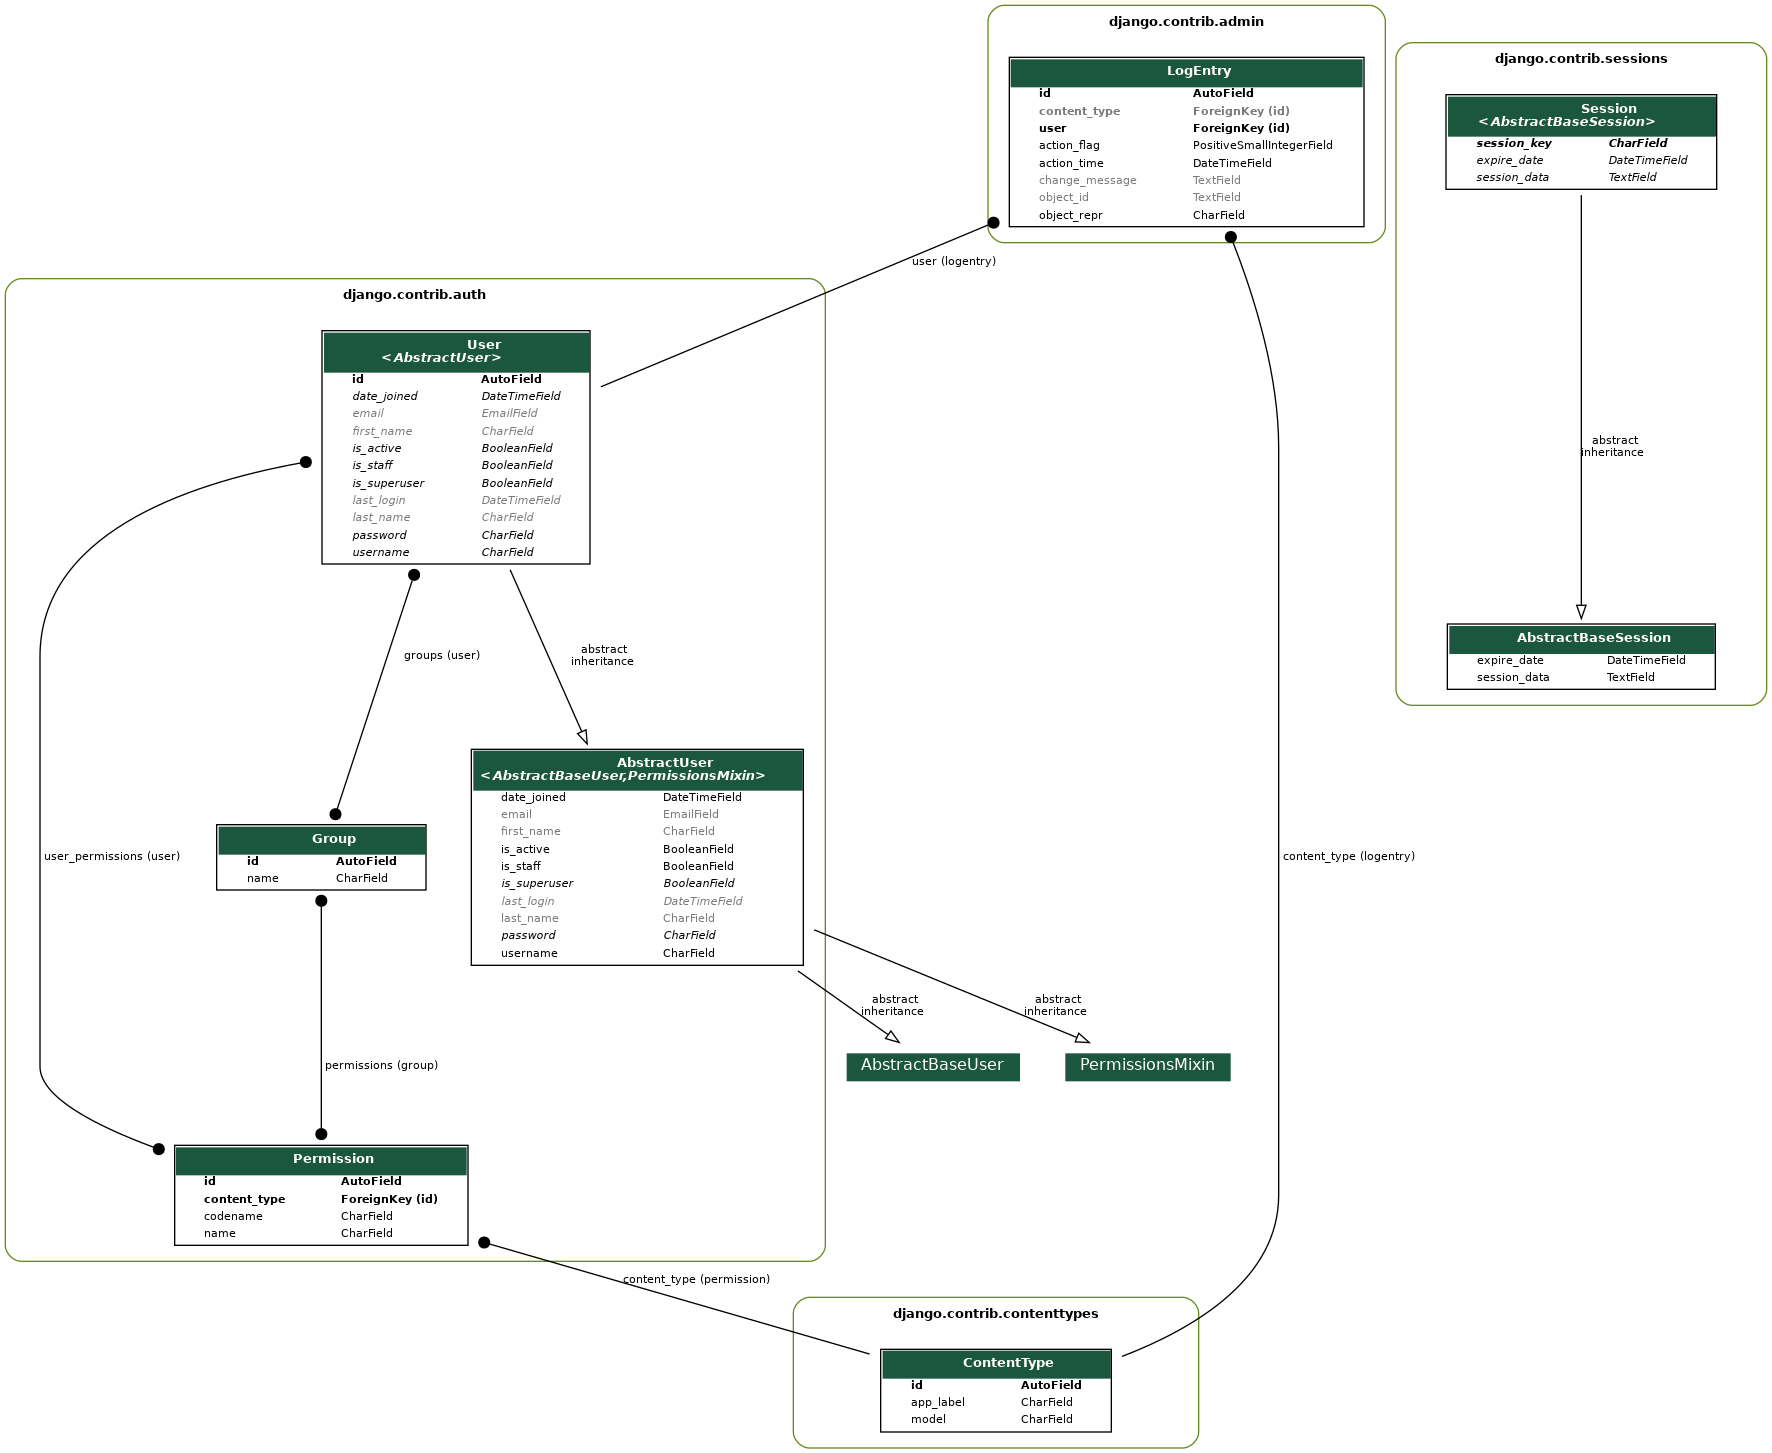 django.contrib.admin
LogEntry
id AutoField
content_type ForeignKey (id)
user ForeignKey (id)
action_flag PositiveSmallIntegerField
action_time DateTimeField
change_message TextField
object_id TextField
object_repr CharField
django.contrib.sessions
Session
<AbstractBaseSession>
session_key CharField
expire_date DateTimeField
session_data TextField
user (logentry)
django.contrib.auth
User
<AbstractUser>
id AutoField
date_joined DateTimeField
email EmailField
first_name CharField
is_active BooleanField
is_staff BooleanField
is_superuser BooleanField
last_login DateTimeField
last_name CharField
password CharField
username CharField
abstract
inheritance
groups (user)
abstract
inheritance
AbstractBaseSession
expire_date DateTimeField
session_data TextField
AbstractUser
<AbstractBaseUser,PermissionsMixin>
date_joined DateTimeField
email EmailField
first_name CharField
is_active BooleanField
is_staff BooleanField
is_superuser BooleanField
last_login DateTimeField
last_name CharField
password CharField
username CharField
Group
id AutoField
name CharField
user_permissions (user)
content_type (logentry)
abstract
inheritance
abstract
inheritance
permissions (group)
AbstractBaseUser
PermissionsMixin
Permission
id AutoField
content_type ForeignKey (id)
codename CharField
name CharField
content_type (permission)
django.contrib.contenttypes
ContentType
id AutoField
app_label CharField
model CharField